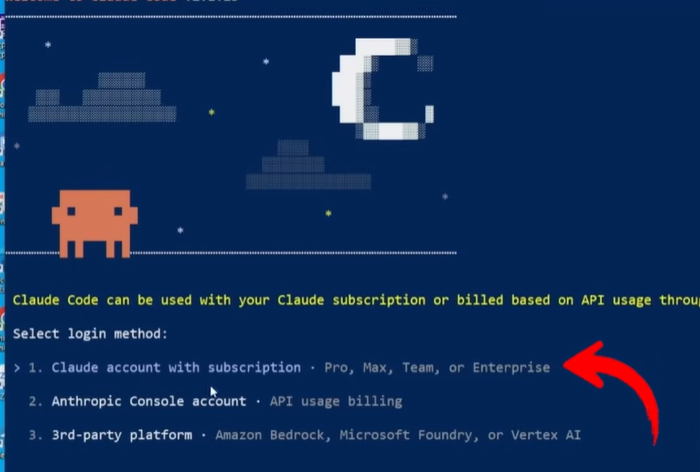 Claude Code can be used with your Claude subscription or billed based on API usage
Select login method:
> 1. Claude account with subscription · Pro, Max, Team, or Enterprise
2. Anthropic Console account · API usage billing
3. 3rd-party platform · Amazon Bedrock, Microsoft Foundry, or Vertex AI